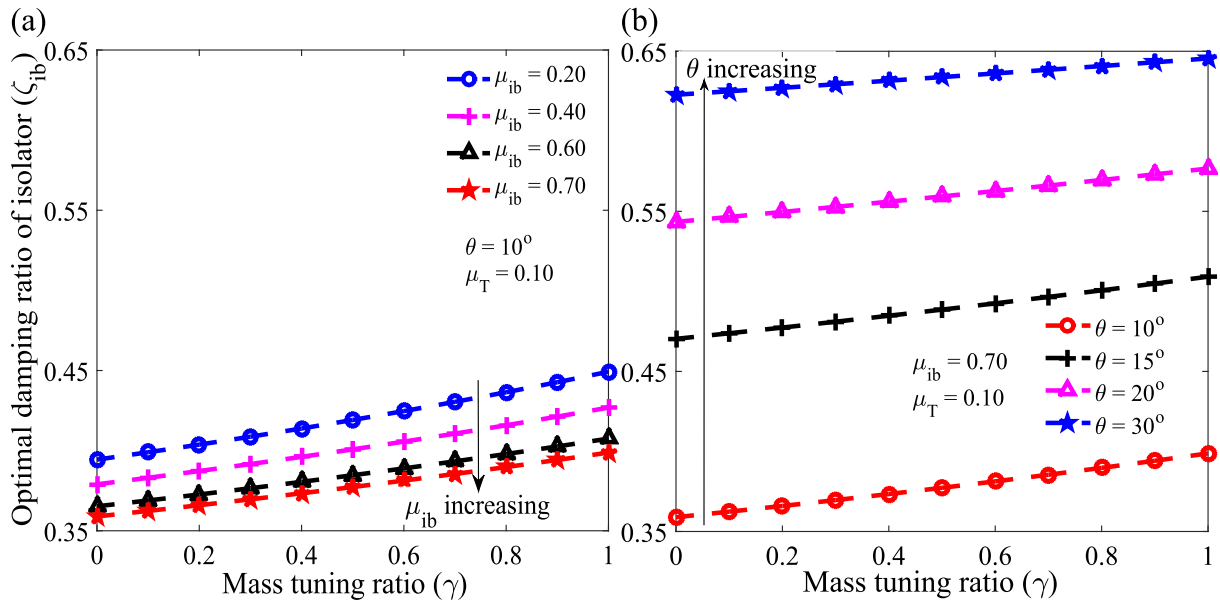 (a)
Optimal damping ratio of isolator (ζib)
0.65
0.55
0.45
0.35
μib = 0.20
μib = 0.40
μib = 0.60
μib = 0.70
θ = 10°
μT = 0.10
μib increasing
0 0.2 0.4 0.6 0.8 1
Mass tuning ratio (γ)
(b)
0.65
0.55
0.45
0.35
θ increasing
μib = 0.70
μT = 0.10
θ = 10°
θ = 15°
θ = 20°
θ = 30°
0 0.2 0.4 0.6 0.8 1
Mass tuning ratio (γ)